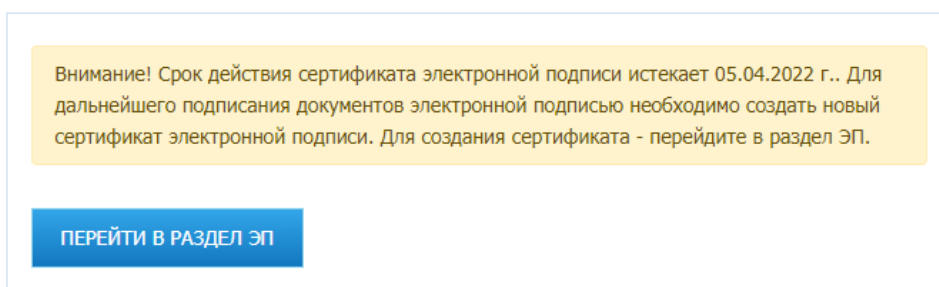 Внимание! Срок действия сертификата электронной подписи истекает 05.04.2022 г.. Для
дальнейшего подписания документов электронной подписью необходимо создать новый
сертификат электронной подписи. Для создания сертификата - перейдите в раздел ЭП.
ПЕРЕЙТИ В РАЗДЕЛ ЭП